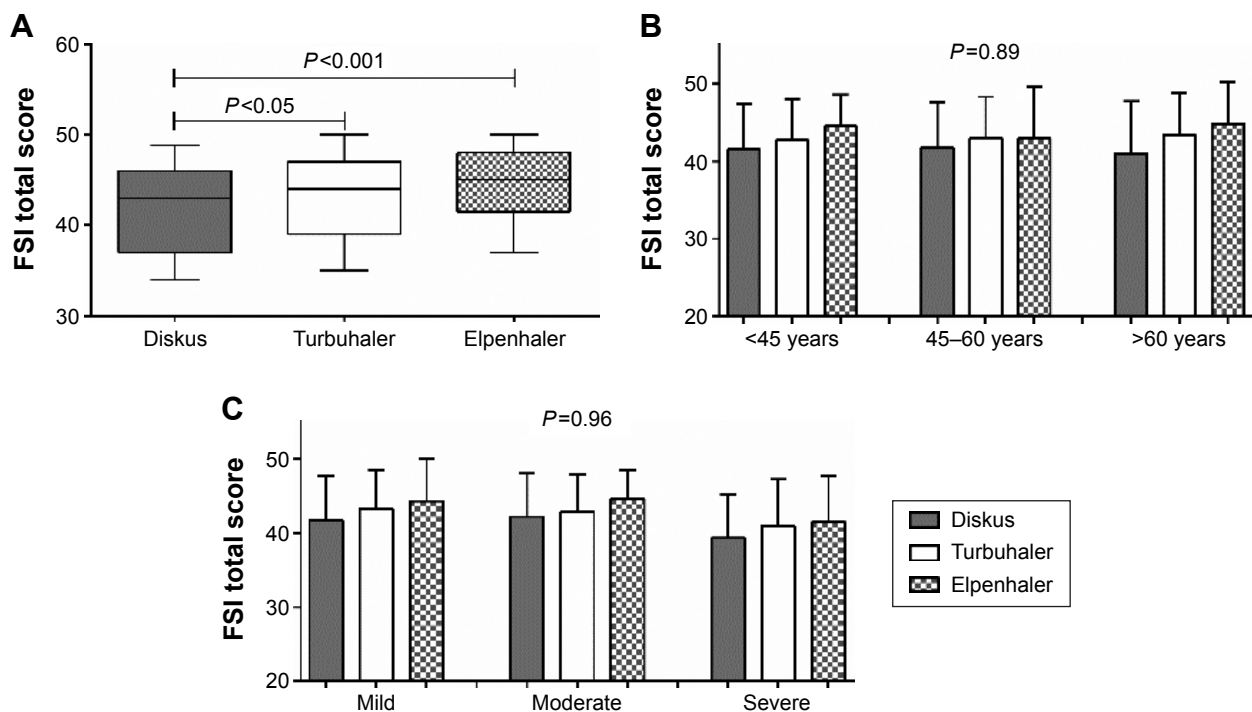 A
FSI total score
60
50
40
30
P<0.001
P<0.05
Diskus
Turbuhaler
Elpenhaler
B
FSI total score
50
40
30
20
P=0.89
<45 years
45–60 years
>60 years
C
FSI total score
50
40
30
20
P=0.96
Mild
Moderate
Severe
Diskus
Turbuhaler
Elpenhaler